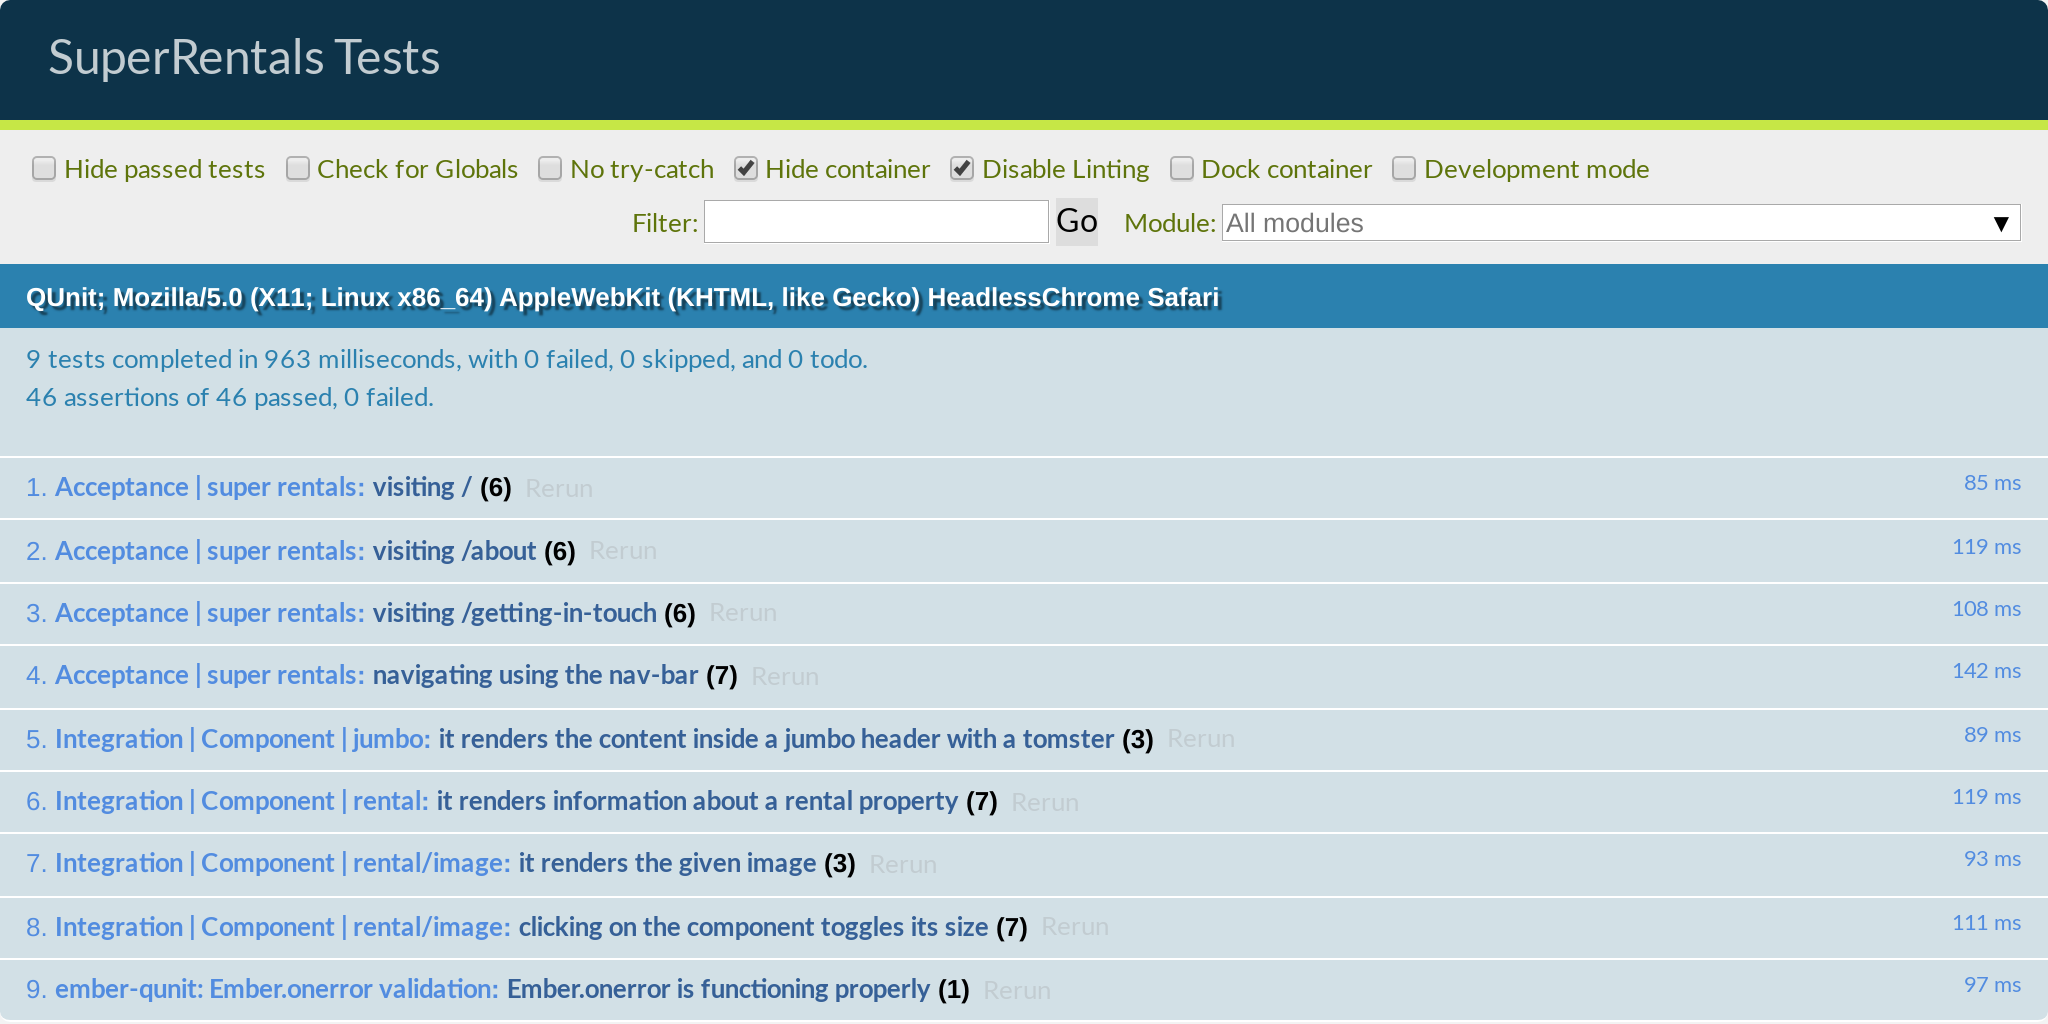 SuperRentals Tests
Hide passed tests Check for Globals No try-catch Hide container Disable Linting Dock container Development mode
Filter: Go Module: All modules ▼
QUnit; Mozilla/5.0 (X11; Linux x86_64) AppleWebKit (KHTML, like Gecko) HeadlessChrome Safari
9 tests completed in 963 milliseconds, with 0 failed, 0 skipped, and 0 todo.
46 assertions of 46 passed, 0 failed.
1. Acceptance | super rentals: visiting / (6) Rerun 85 ms
2. Acceptance | super rentals: visiting /about (6) Rerun 119 ms
3. Acceptance | super rentals: visiting /getting-in-touch (6) Rerun 108 ms
4. Acceptance | super rentals: navigating using the nav-bar (7) Rerun 142 ms
5. Integration | Component | jumbo: it renders the content inside a jumbo header with a tomster (3) Rerun 89 ms
6. Integration | Component | rental: it renders information about a rental property (7) Rerun 119 ms
7. Integration | Component | rental/image: it renders the given image (3) Rerun 93 ms
8. Integration | Component | rental/image: clicking on the component toggles its size (7) Rerun 111 ms
9. ember-qunit: Ember.onerror validation: Ember.onerror is functioning properly (1) Rerun 97 ms